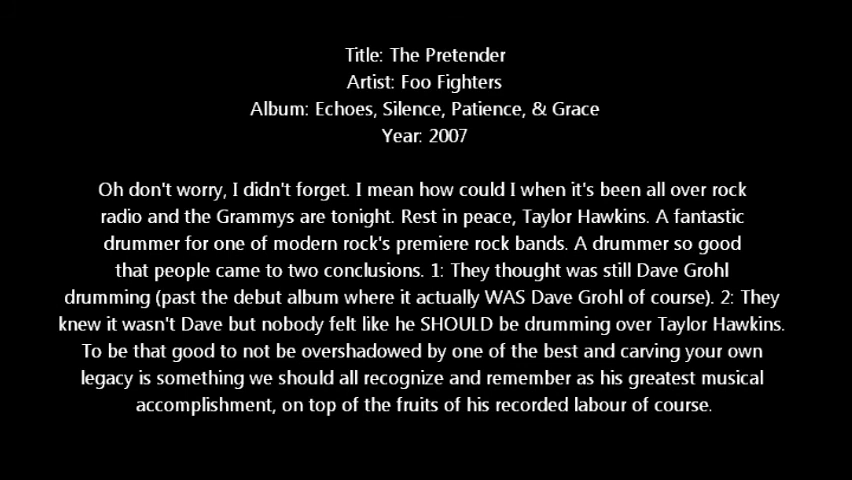 Title: The Pretender
Artist: Foo Fighters
Album: Echoes, Silence, Patience, & Grace
Year: 2007
Oh don't worry, I didn't forget. I mean how could I when it's been all over rock
radio and the Grammys are tonight. Rest in peace, Taylor Hawkins. A fantastic
drummer for one of modern rock's premiere rock bands. A drummer so good
that people came to two conclusions. 1: They thought was still Dave Grohl
drumming (past the debut album where it actually WAS Dave Grohl of course). 2: They
knew it wasn't Dave but nobody felt like he SHOULD be drumming over Taylor Hawkins.
To be that good to not be overshadowed by one of the best and carving your own
legacy is something we should all recognize and remember as his greatest musical
accomplishment, on top of the fruits of his recorded labour of course.